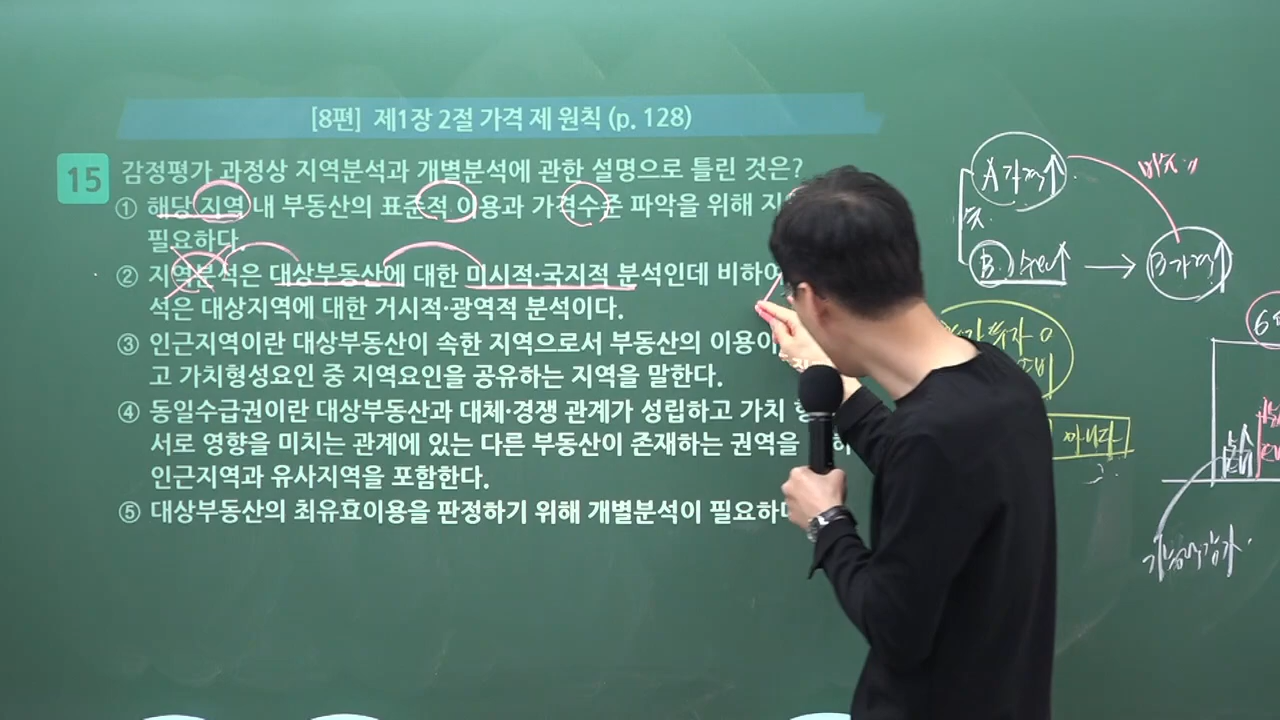 [8편] 제1장 2절 가격 제 원칙 (p. 128)
15 감정평가 과정상 지역분석과 개별분석에 관한 설명으로 틀린 것은?
① 해당 지역 내 부동산의 표준적 이용과 가격수준 파악을 위해
필요하다.
② 지역분석은 대상부동산에 대한 미시적·국지적 분석인데 비하여
석은 대상지역에 대한 거시적·광역적 분석이다.
③ 인근지역이란 대상부동산이 속한 지역으로서 부동산의 이용이
고 가치형성요인 중 지역요인을 공유하는 지역을 말한다.
④ 동일수급권이란 대상부동산과 대체·경쟁 관계가 성립하고 가치
서로 영향을 미치는 관계에 있는 다른 부동산이 존재하는 권역을
인근지역과 유사지역을 포함한다.
⑤ 대상부동산의 최유효이용을 판정하기 위해 개별분석이 필요하
A 가격↑
B 수요↑ → B 가격↑
아니다